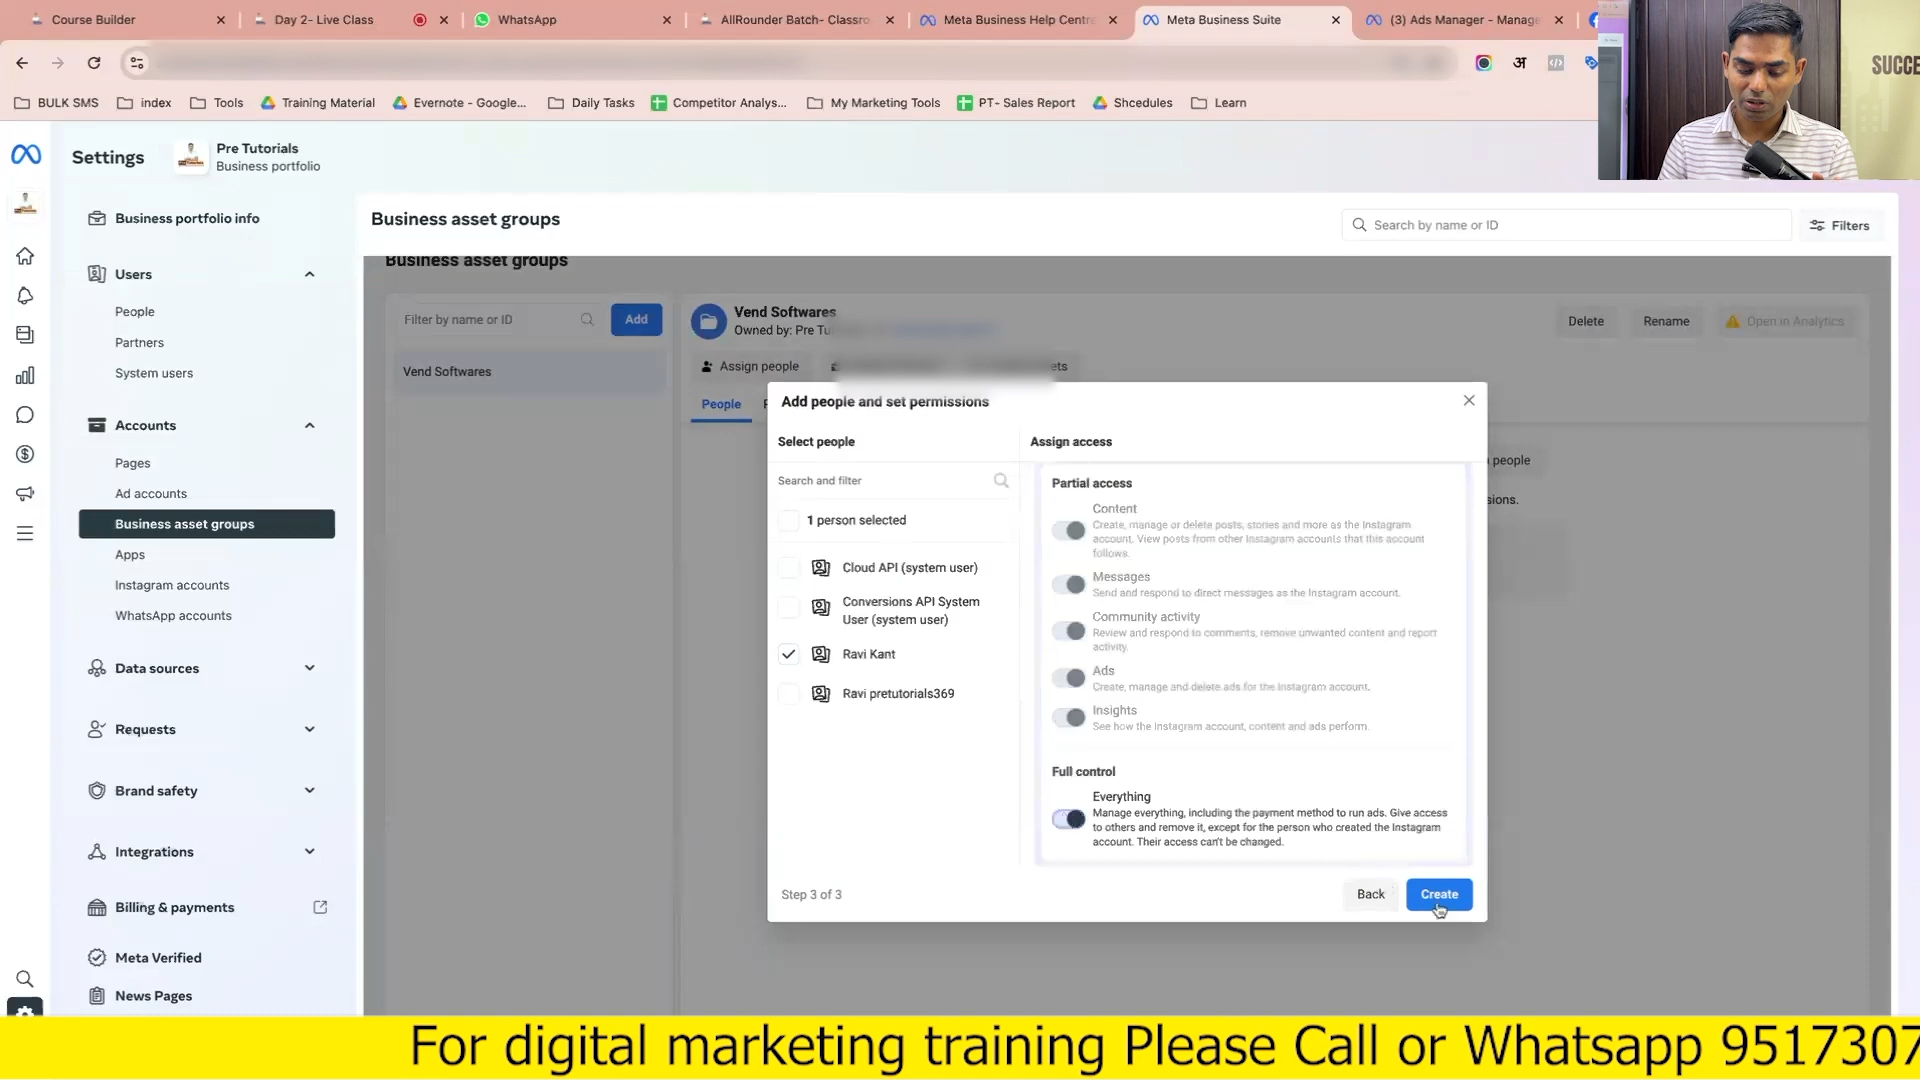 Course Builder
Day 2- Live Class
WhatsApp
AllRounder Batch- Classro
Meta Business Help Centre
Meta Business Suite
(3) Ads Manager - Manage
अ
SUCCE
BULK SMS
index
Tools
Training Material
Evernote - Google...
Daily Tasks
Competitor Analys...
My Marketing Tools
PT- Sales Report
Shcedules
Learn
Settings
Pre Tutorials
Business portfolio
Business portfolio info
Users
People
Partners
System users
Accounts
Pages
Ad accounts
Business asset groups
Apps
Instagram accounts
WhatsApp accounts
Data sources
Requests
Brand safety
Integrations
Billing & payments
Meta Verified
News Pages
Business asset groups
Search by name or ID
Filters
Business asset groups
Filter by name or ID
Add
Vend Softwares
Vend Softwares
Owned by: Pre Tu
Delete
Rename
Open in Analytics
Assign people
People
people
sions.
Add people and set permissions
Select people
Search and filter
1 person selected
Cloud API (system user)
Conversions API System
User (system user)
Ravi Kant
Ravi pretutorials369
Assign access
Partial access
Content
Create, manage or delete posts, stories and more as the Instagram
account. View posts from other Instagram accounts that this account
follows.
Messages
Send and respond to direct messages as the Instagram account.
Community activity
Review and respond to comments, remove unwanted content and report
activity.
Ads
Create, manage and delete ads for the Instagram account.
Insights
See how the Instagram account, content and ads perform.
Full control
Everything
Manage everything, including the payment method to run ads. Give access
to others and remove it, except for the person who created the Instagram
account. Their access can't be changed.
Step 3 of 3
Back
Create
For digital marketing training Please Call or Whatsapp 9517307